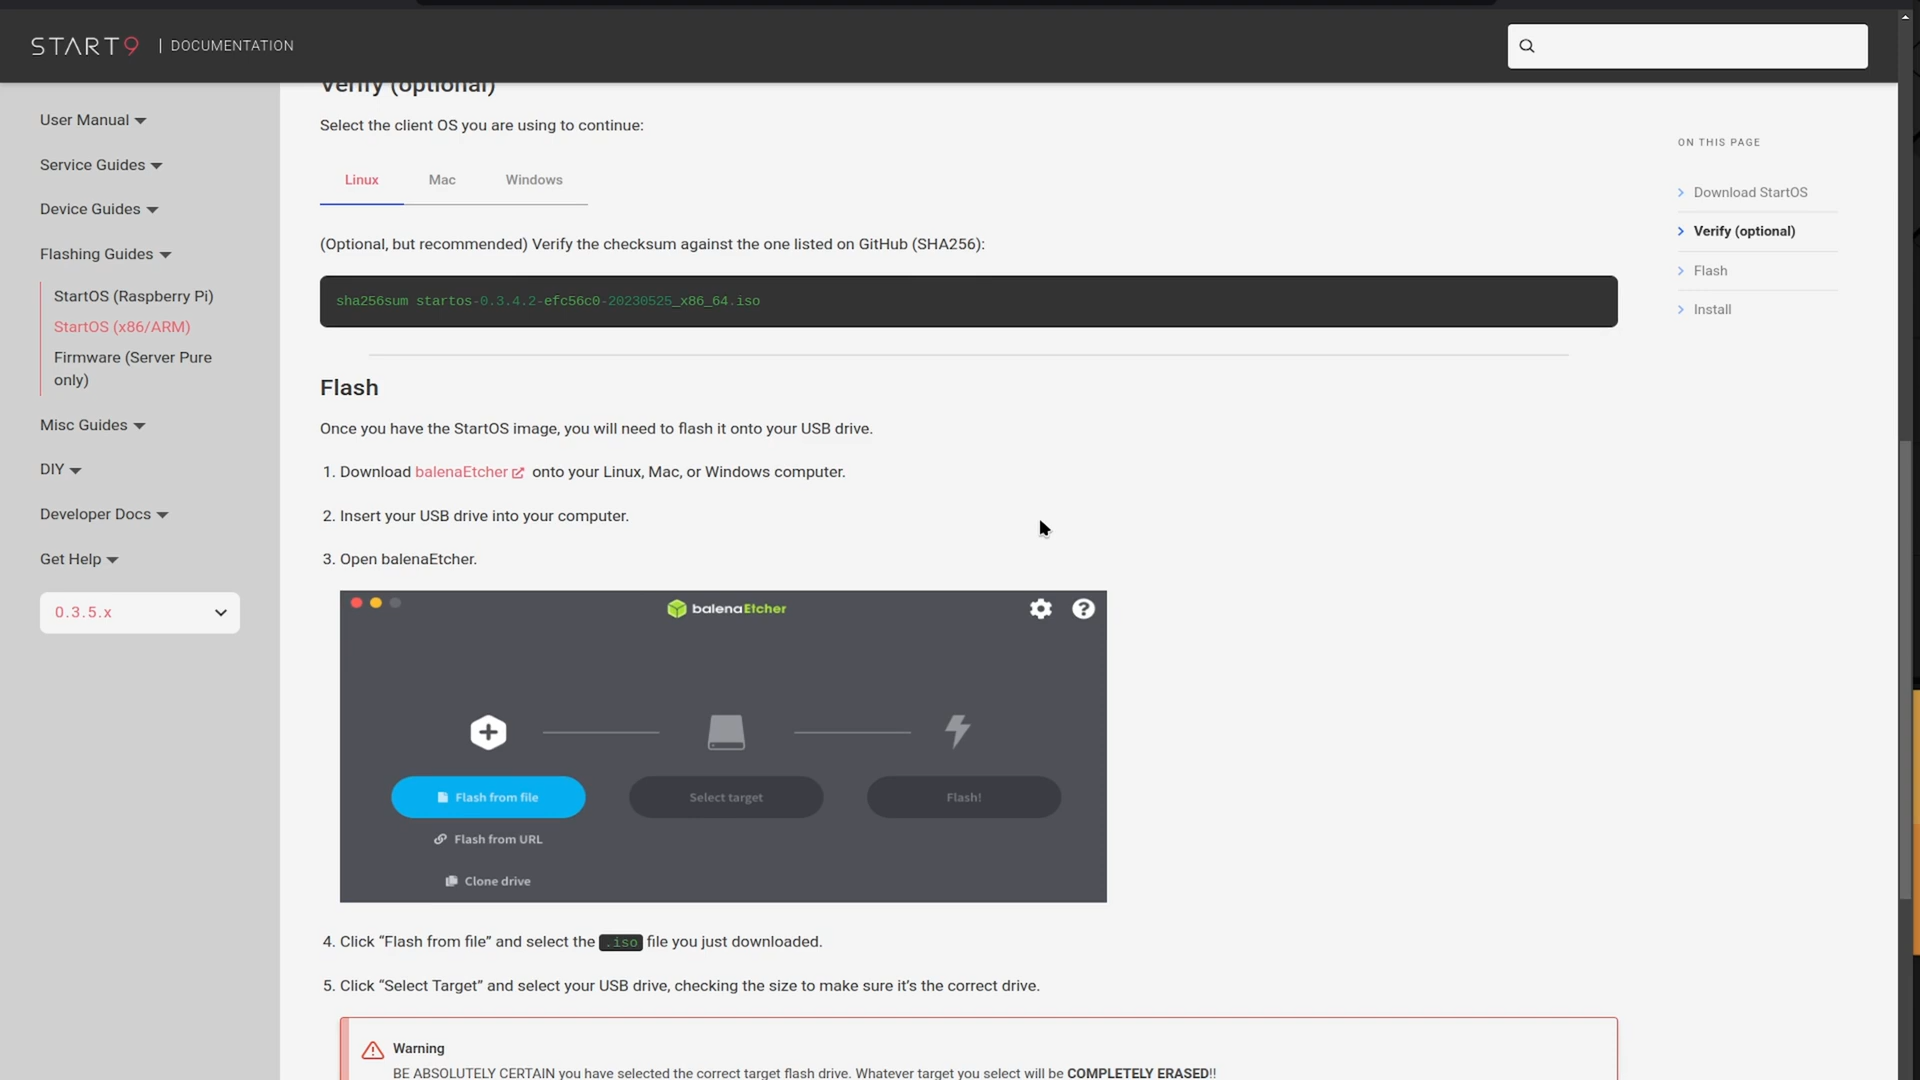 START9 | DOCUMENTATION
User Manual
Service Guides
Device Guides
Flashing Guides
StartOS (Raspberry Pi)
StartOS (x86/ARM)
Firmware (Server Pure
only)
Misc Guides
DIY
Developer Docs
Get Help
0.3.5.x
Verify (optional)
Select the client OS you are using to continue:
Linux Mac Windows
(Optional, but recommended) Verify the checksum against the one listed on GitHub (SHA256):
sha256sum startos-0.3.4.2-efc56c0-20230525_x86_64.iso
Flash
Once you have the StartOS image, you will need to flash it onto your USB drive.
1. Download balenaEtcher onto your Linux, Mac, or Windows computer.
2. Insert your USB drive into your computer.
3. Open balenaEtcher.
balenaEtcher
Flash from file Select target Flash!
Flash from URL
Clone drive
4. Click “Flash from file” and select the .iso file you just downloaded.
5. Click “Select Target” and select your USB drive, checking the size to make sure it’s the correct drive.
Warning
BE ABSOLUTELY CERTAIN you have selected the correct target flash drive. Whatever target you select will be COMPLETELY ERASED!!
ON THIS PAGE
Download StartOS
Verify (optional)
Flash
Install